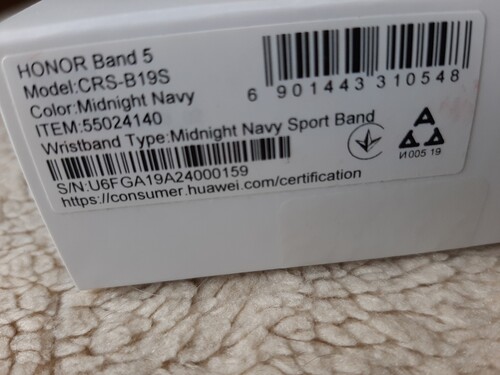 HONOR Band 5
Model:CRS-B19S
Color:Midnight Navy
ITEM:55024140
Wristband Type:Midnight Navy Sport Band
6 901443 310548
И005 19
S/N:U6FGA19A24000159
https://consumer.huawei.com/certification